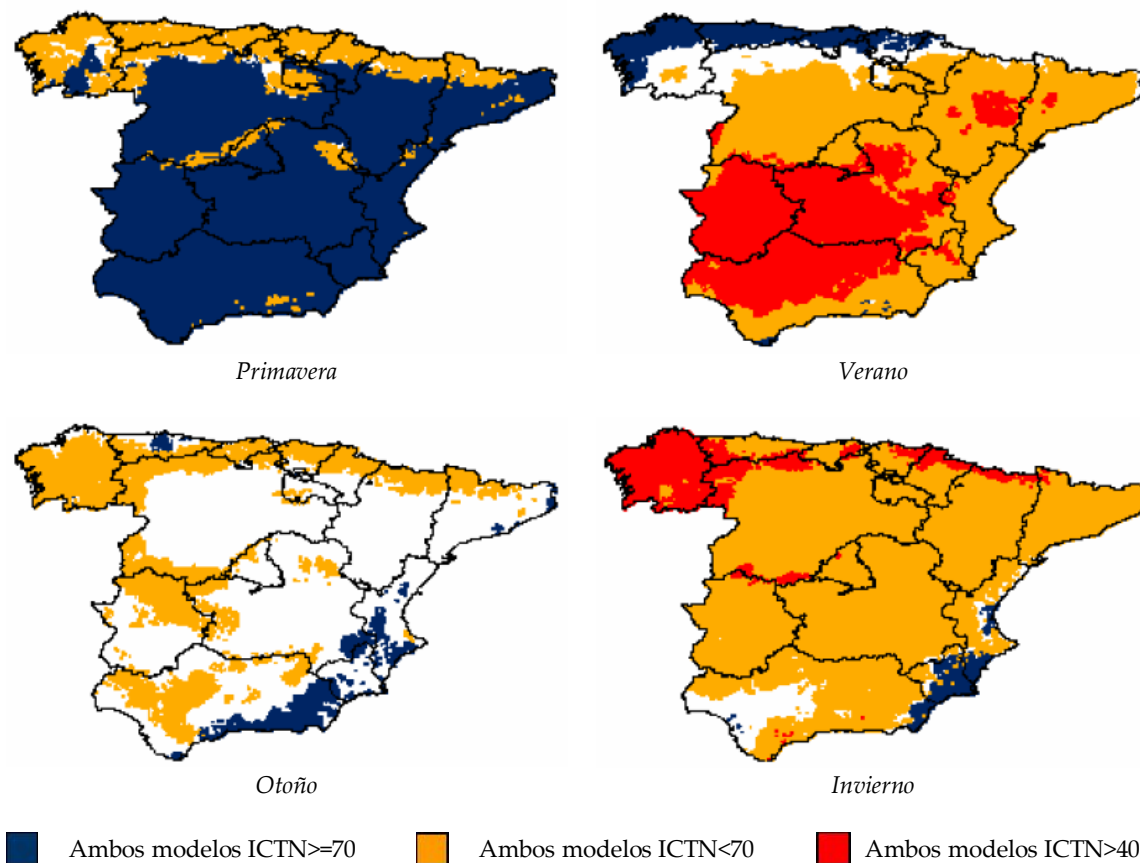 Primavera
Verano
Otoño
Invierno
Ambos modelos ICTN>=70
Ambos modelos ICTN<70
Ambos modelos ICTN>40